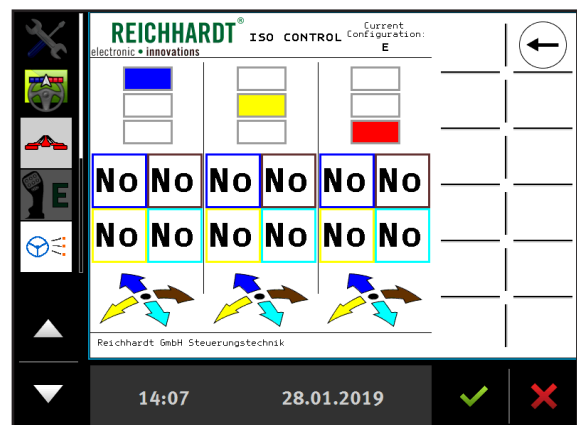 REICHHARDT®
electronic • innovations
ISO CONTROL
Current
Configuration:
E
E
No No No No No No
No No No No No No
Reichhardt GmbH Steuerungstechnik
14:07 28.01.2019